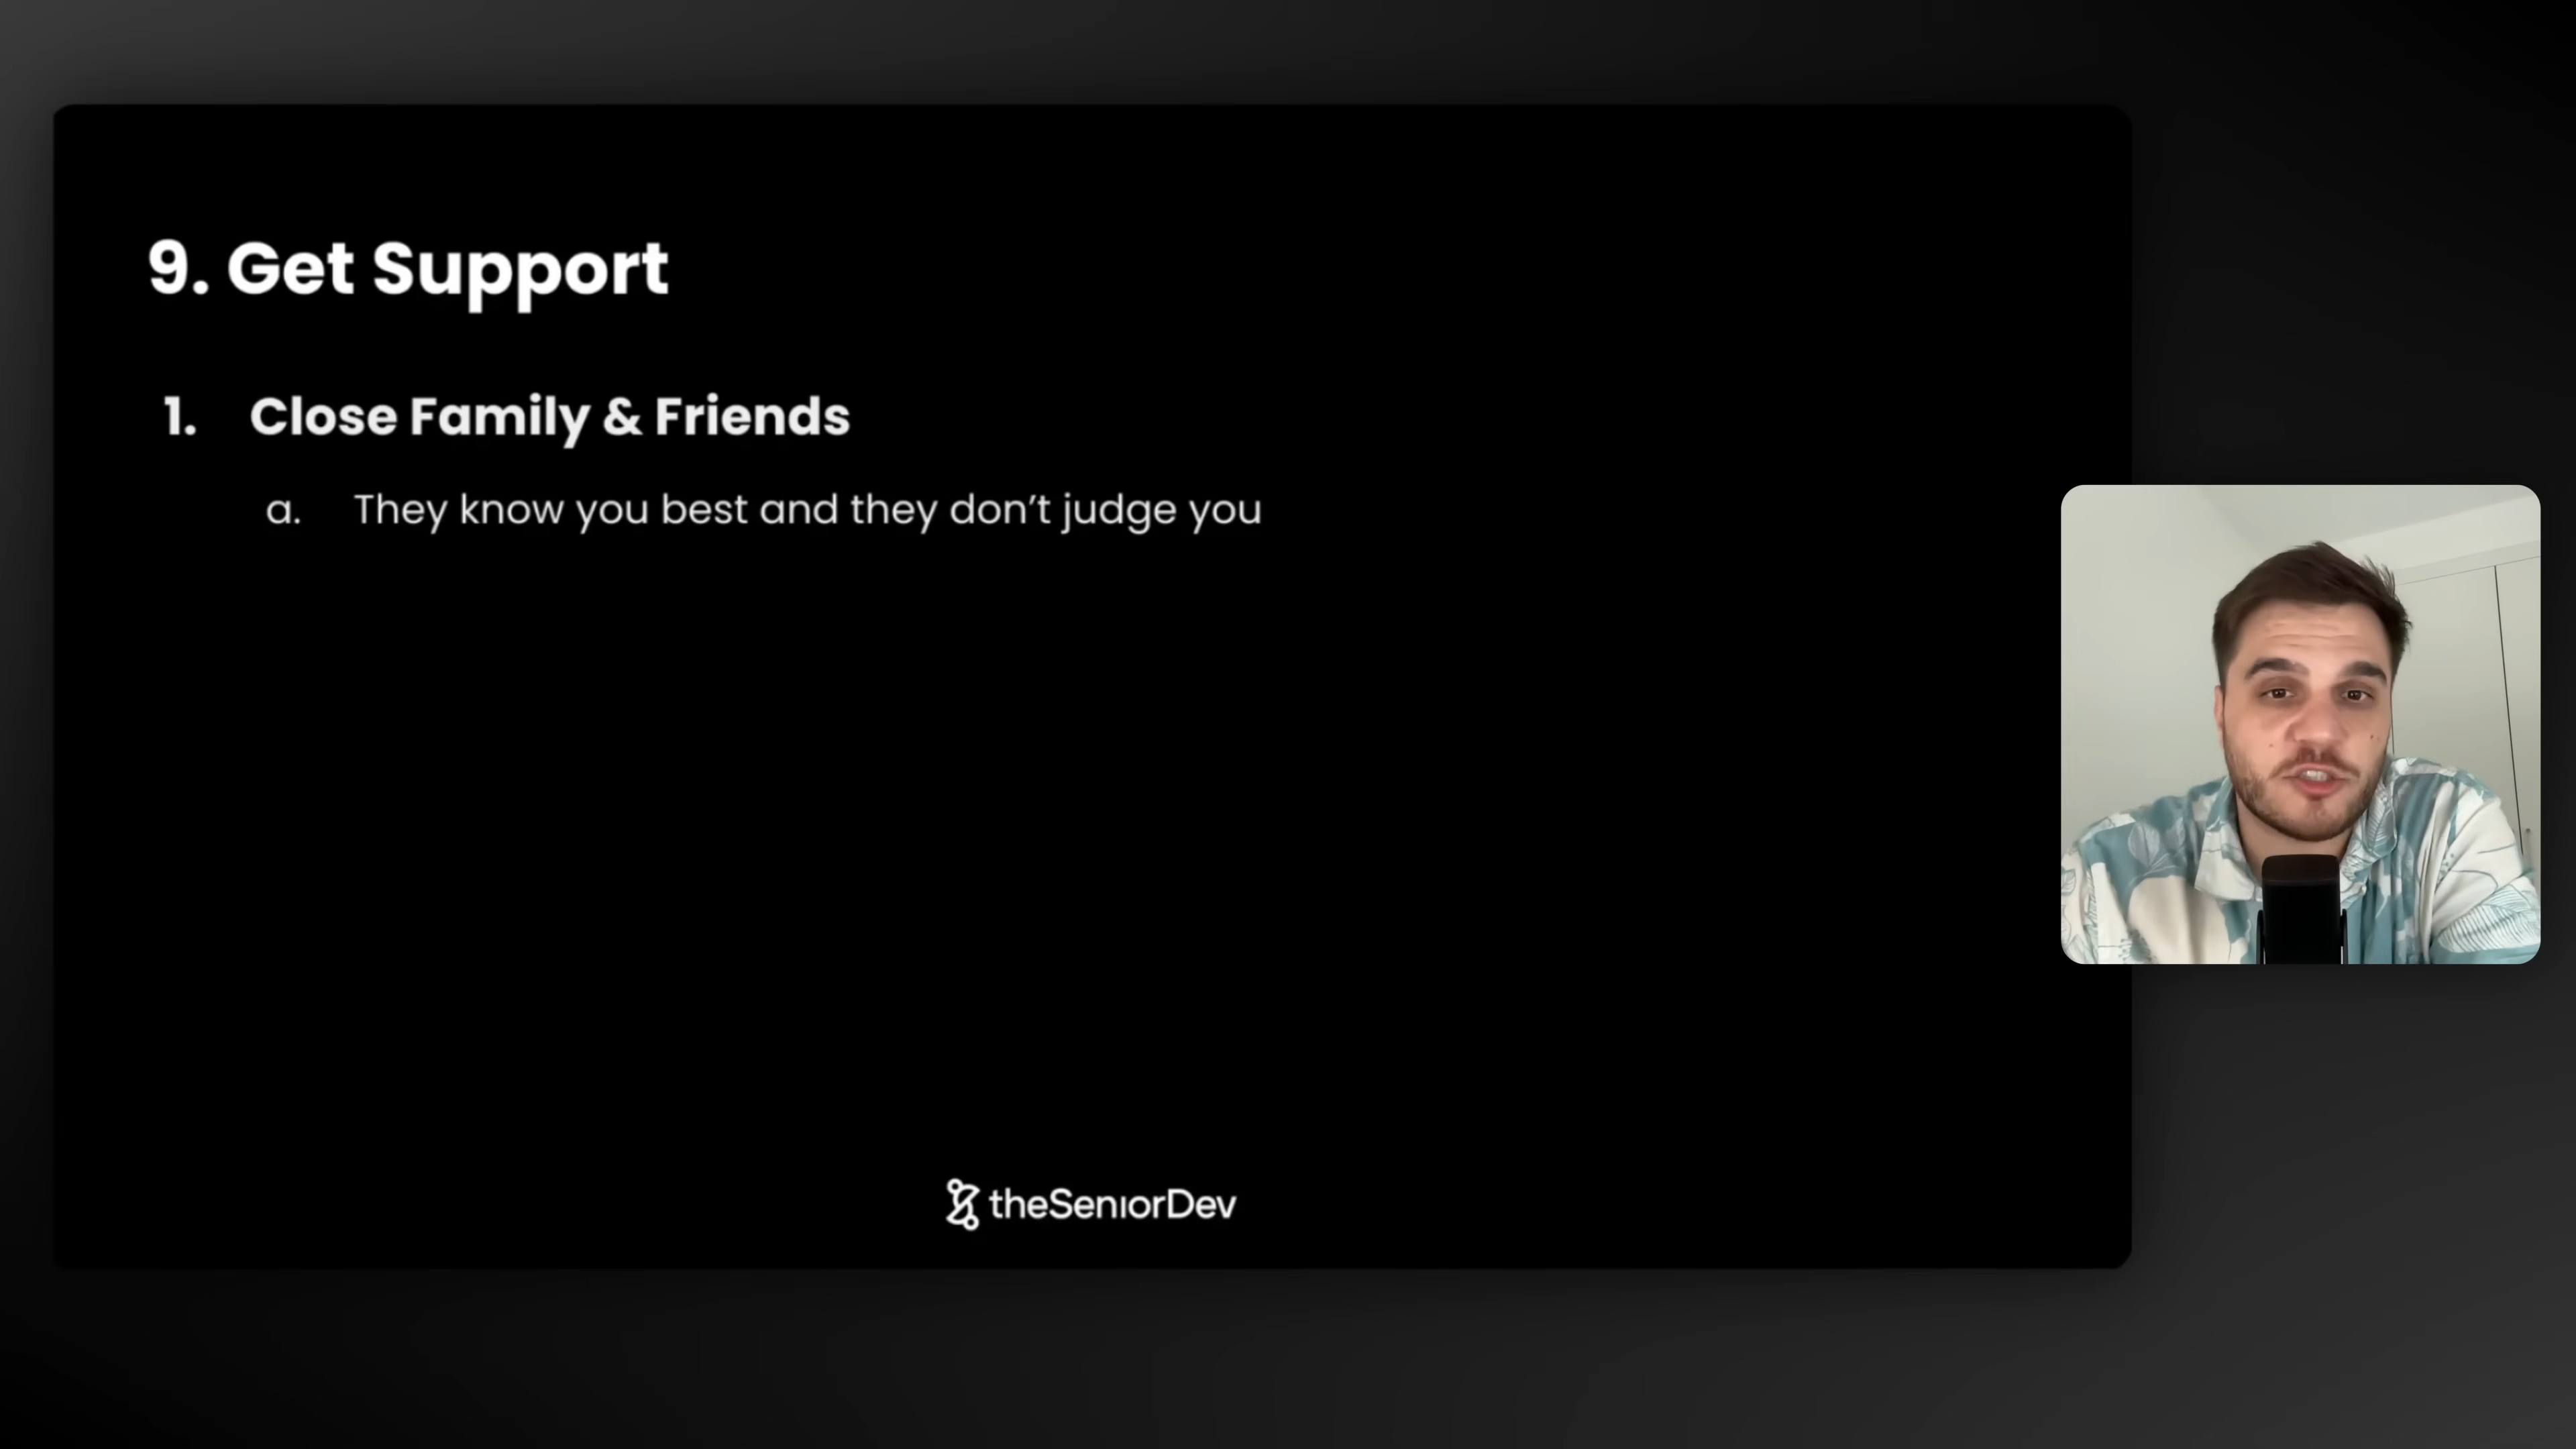 9. Get Support
1. Close Family & Friends
a. They know you best and they don't judge you
theSeniorDev